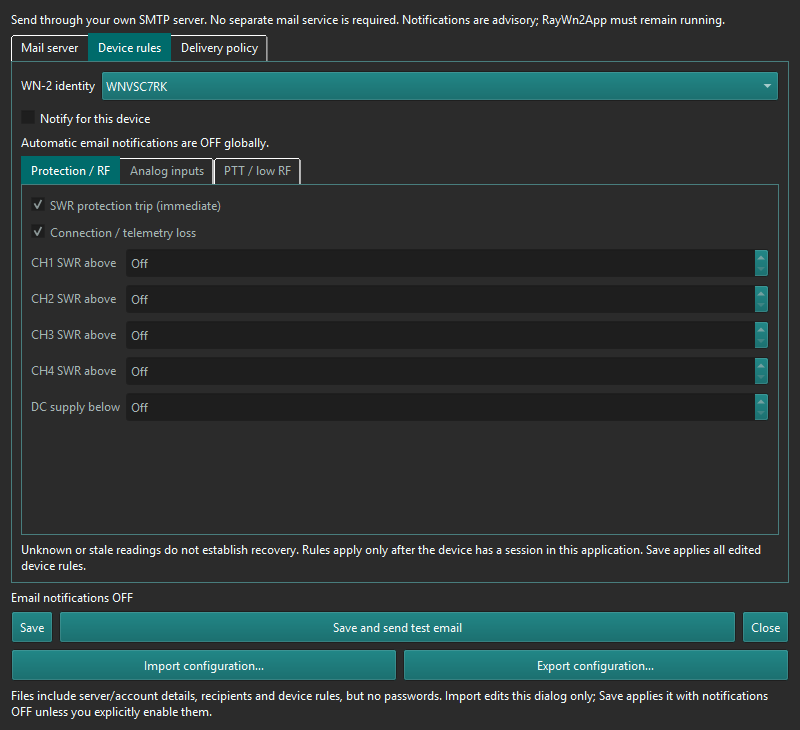 Send through your own SMTP server. No separate mail service is required. Notifications are advisory; RayWn2App must remain running.
Mail server
Device rules
Delivery policy
WN-2 identity
WNVSC7RK
Notify for this device
Automatic email notifications are OFF globally.
Protection / RF
Analog inputs
PTT / low RF
SWR protection trip (immediate)
Connection / telemetry loss
CH1 SWR above
Off
CH2 SWR above
Off
CH3 SWR above
Off
CH4 SWR above
Off
DC supply below
Off
Unknown or stale readings do not establish recovery. Rules apply only after the device has a session in this application. Save applies all edited
device rules.
Email notifications OFF
Save
Save and send test email
Close
Import configuration...
Export configuration...
Files include server/account details, recipients and device rules, but no passwords. Import edits this dialog only; Save applies it with notifications
OFF unless you explicitly enable them.